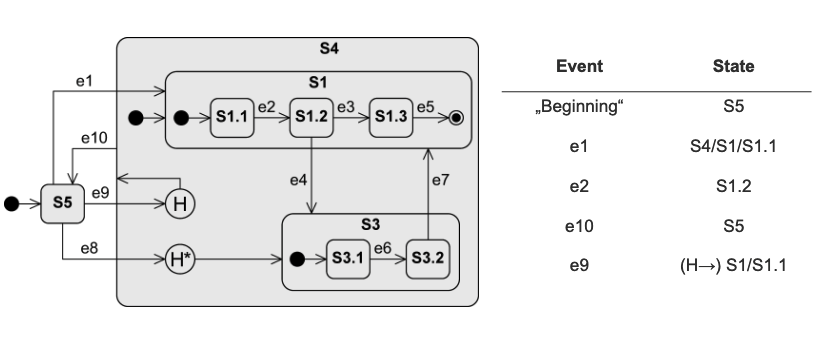 S4
S1
e1
S1.1
e2
S1.2
e3
S1.3
e5
e10
e4
e7
S5
e9
H
e8
H*
S3
S3.1
e6
S3.2
Event State
„Beginning“ S5
e1 S4/S1/S1.1
e2 S1.2
e10 S5
e9 (H→) S1/S1.1